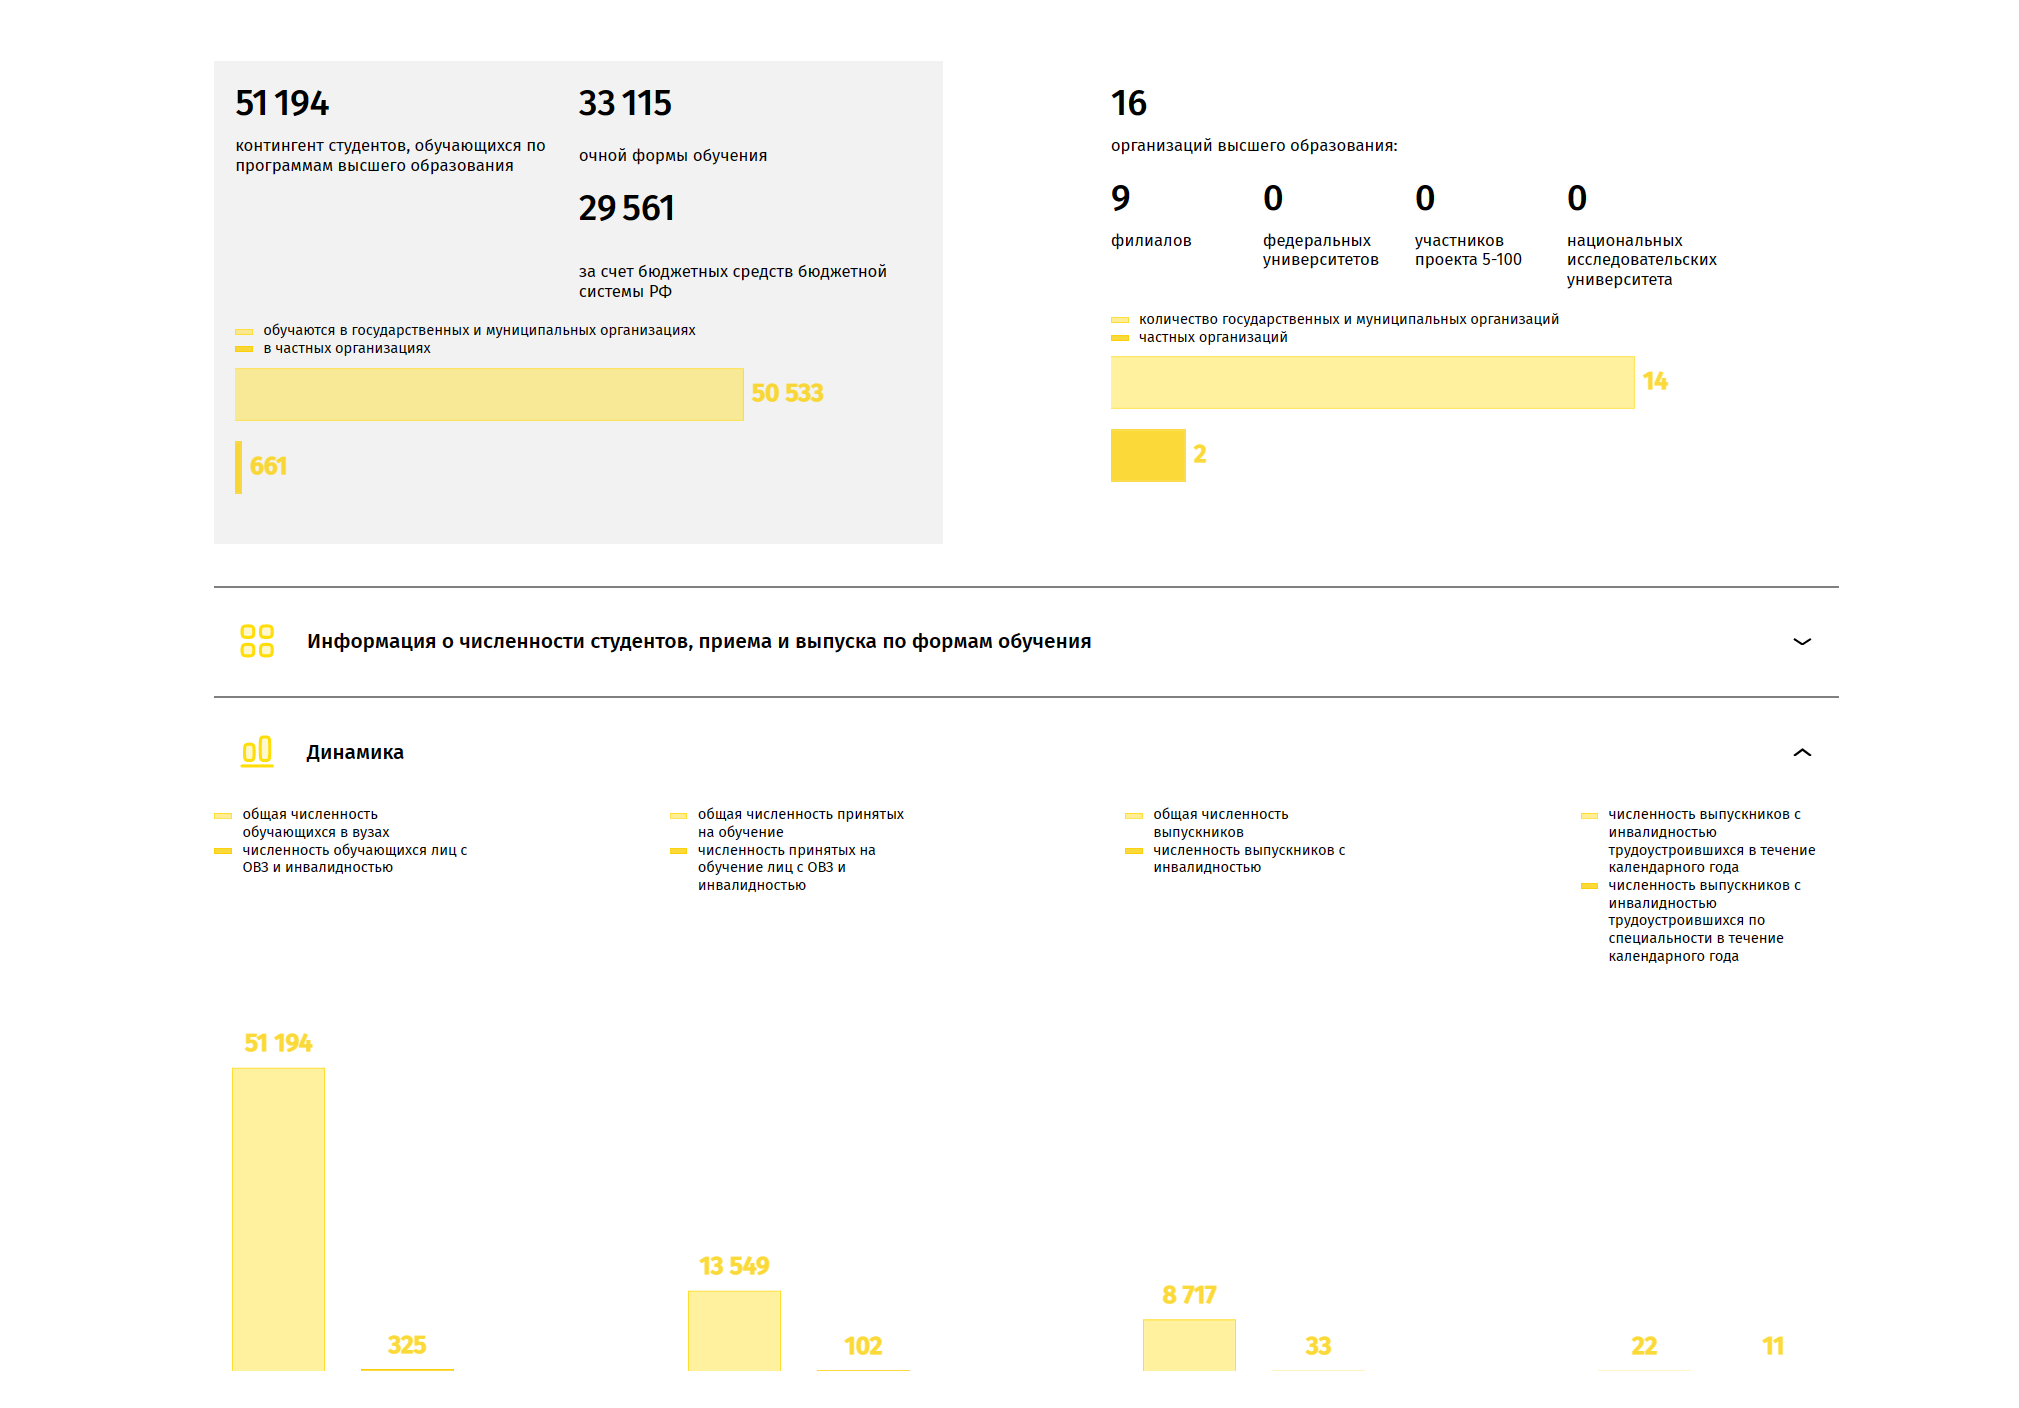 51 194
контингент студентов, обучающихся по
программам высшего образования
33 115
очной формы обучения
29 561
за счет бюджетных средств бюджетной
системы РФ
обучаются в государственных и муниципальных организациях
в частных организациях
50 533
661
16
организаций высшего образования:
9
филиалов
0
федеральных
университетов
0
участников
проекта 5-100
0
национальных
исследовательских
университета
количество государственных и муниципальных организаций
частных организаций
14
2
Информация о численности студентов, приема и выпуска по формам обучения
Динамика
общая численность
обучающихся в вузах
численность обучающихся лиц с
ОВЗ и инвалидностью
51 194
325
общая численность принятых
на обучение
численность принятых на
обучение лиц с ОВЗ и
инвалидностью
13 549
102
общая численность
выпускников
численность выпускников с
инвалидностью
8 717
33
численность выпускников с
инвалидностью
трудоустроившихся в течение
календарного года
численность выпускников с
инвалидностью
трудоустроившихся по
специальности в течение
календарного года
22
11